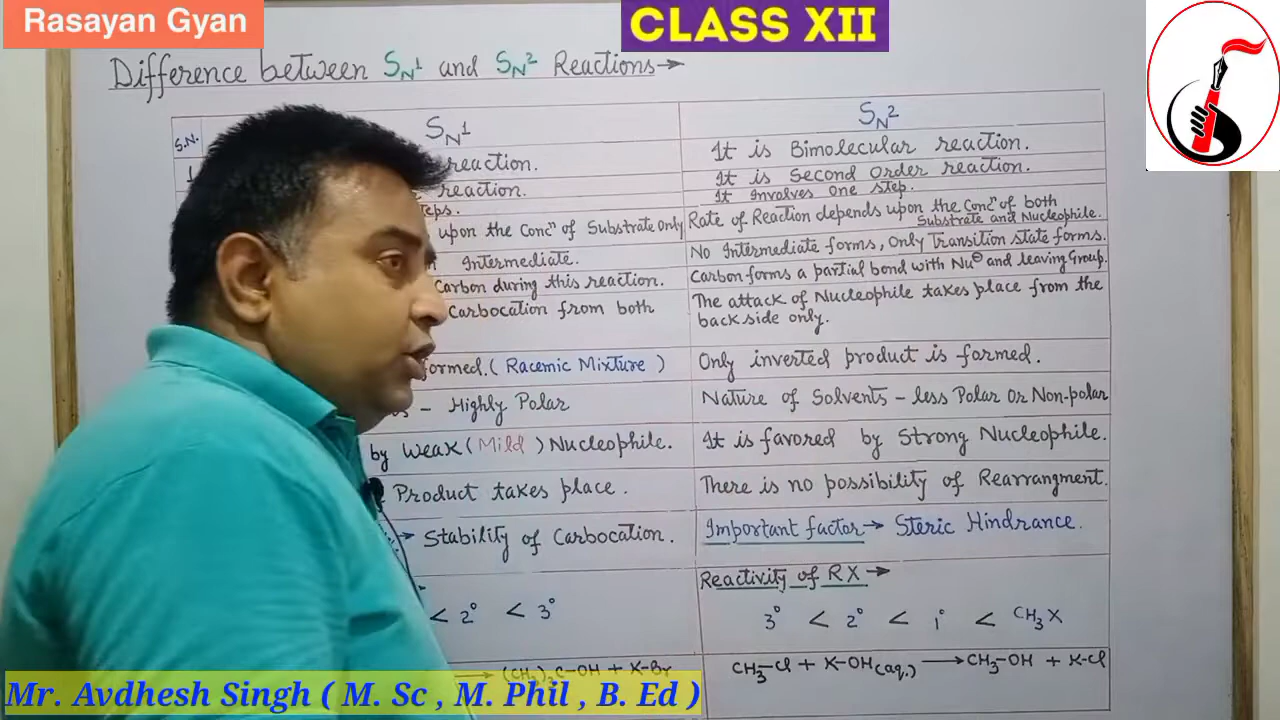 Rasayan Gyan
CLASS XII
Difference between SN1 and SN2 Reactions→
S.N.
SN1
SN2
1
reaction.
It is Bimolecular reaction.
reaction.
It is Second Order reaction.
It involves one step.
upon the Concn of Substrate only
Rate of Reaction depends upon the Concn of both
Substrate and Nucleophile.
Intermediate.
No Intermediate forms, Only Transition state forms.
Carbon during this reaction.
Carbon forms a partial bond with Nu⊖ and leaving Group.
Carbocation from both
The attack of Nucleophile takes place from the
back side only.
formed. ( Racemic Mixture )
Only inverted product is formed.
- Highly Polar
Nature of Solvents - less Polar Or Non-polar
by Weak ( Mild ) Nucleophile.
It is favored by Strong Nucleophile.
Product takes place.
There is no possibility of Rearrangment.
→ Stability of Carbocation.
Important factor → Steric Hindrance.
Reactivity of RX →
< 2° < 3°
3° < 2° < 1° < CH3X
→ (CH3)3C-OH + K-Br
CH3-Cl + K-OH(aq.) → CH3-OH + K-Cl
Mr. Avdhesh Singh ( M. Sc , M. Phil , B. Ed )